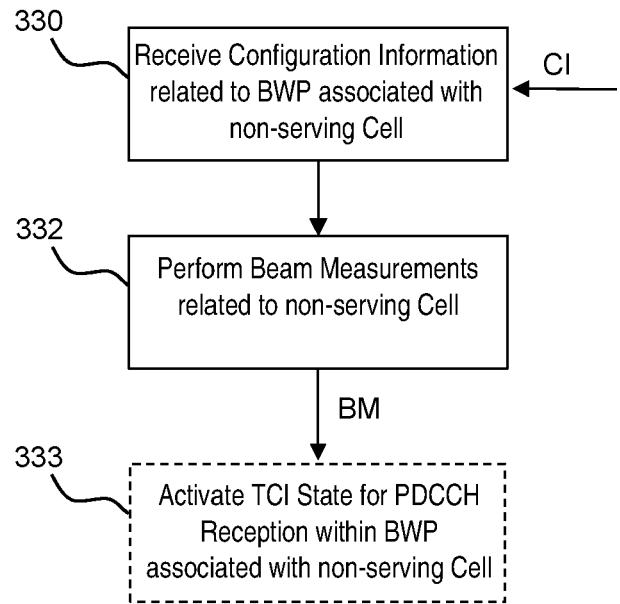 330
Receive Configuration Information
related to BWP associated with
non-serving Cell
CI
332
Perform Beam Measurements
related to non-serving Cell
BM
333
Activate TCI State for PDCCH
Reception within BWP
associated with non-serving Cell